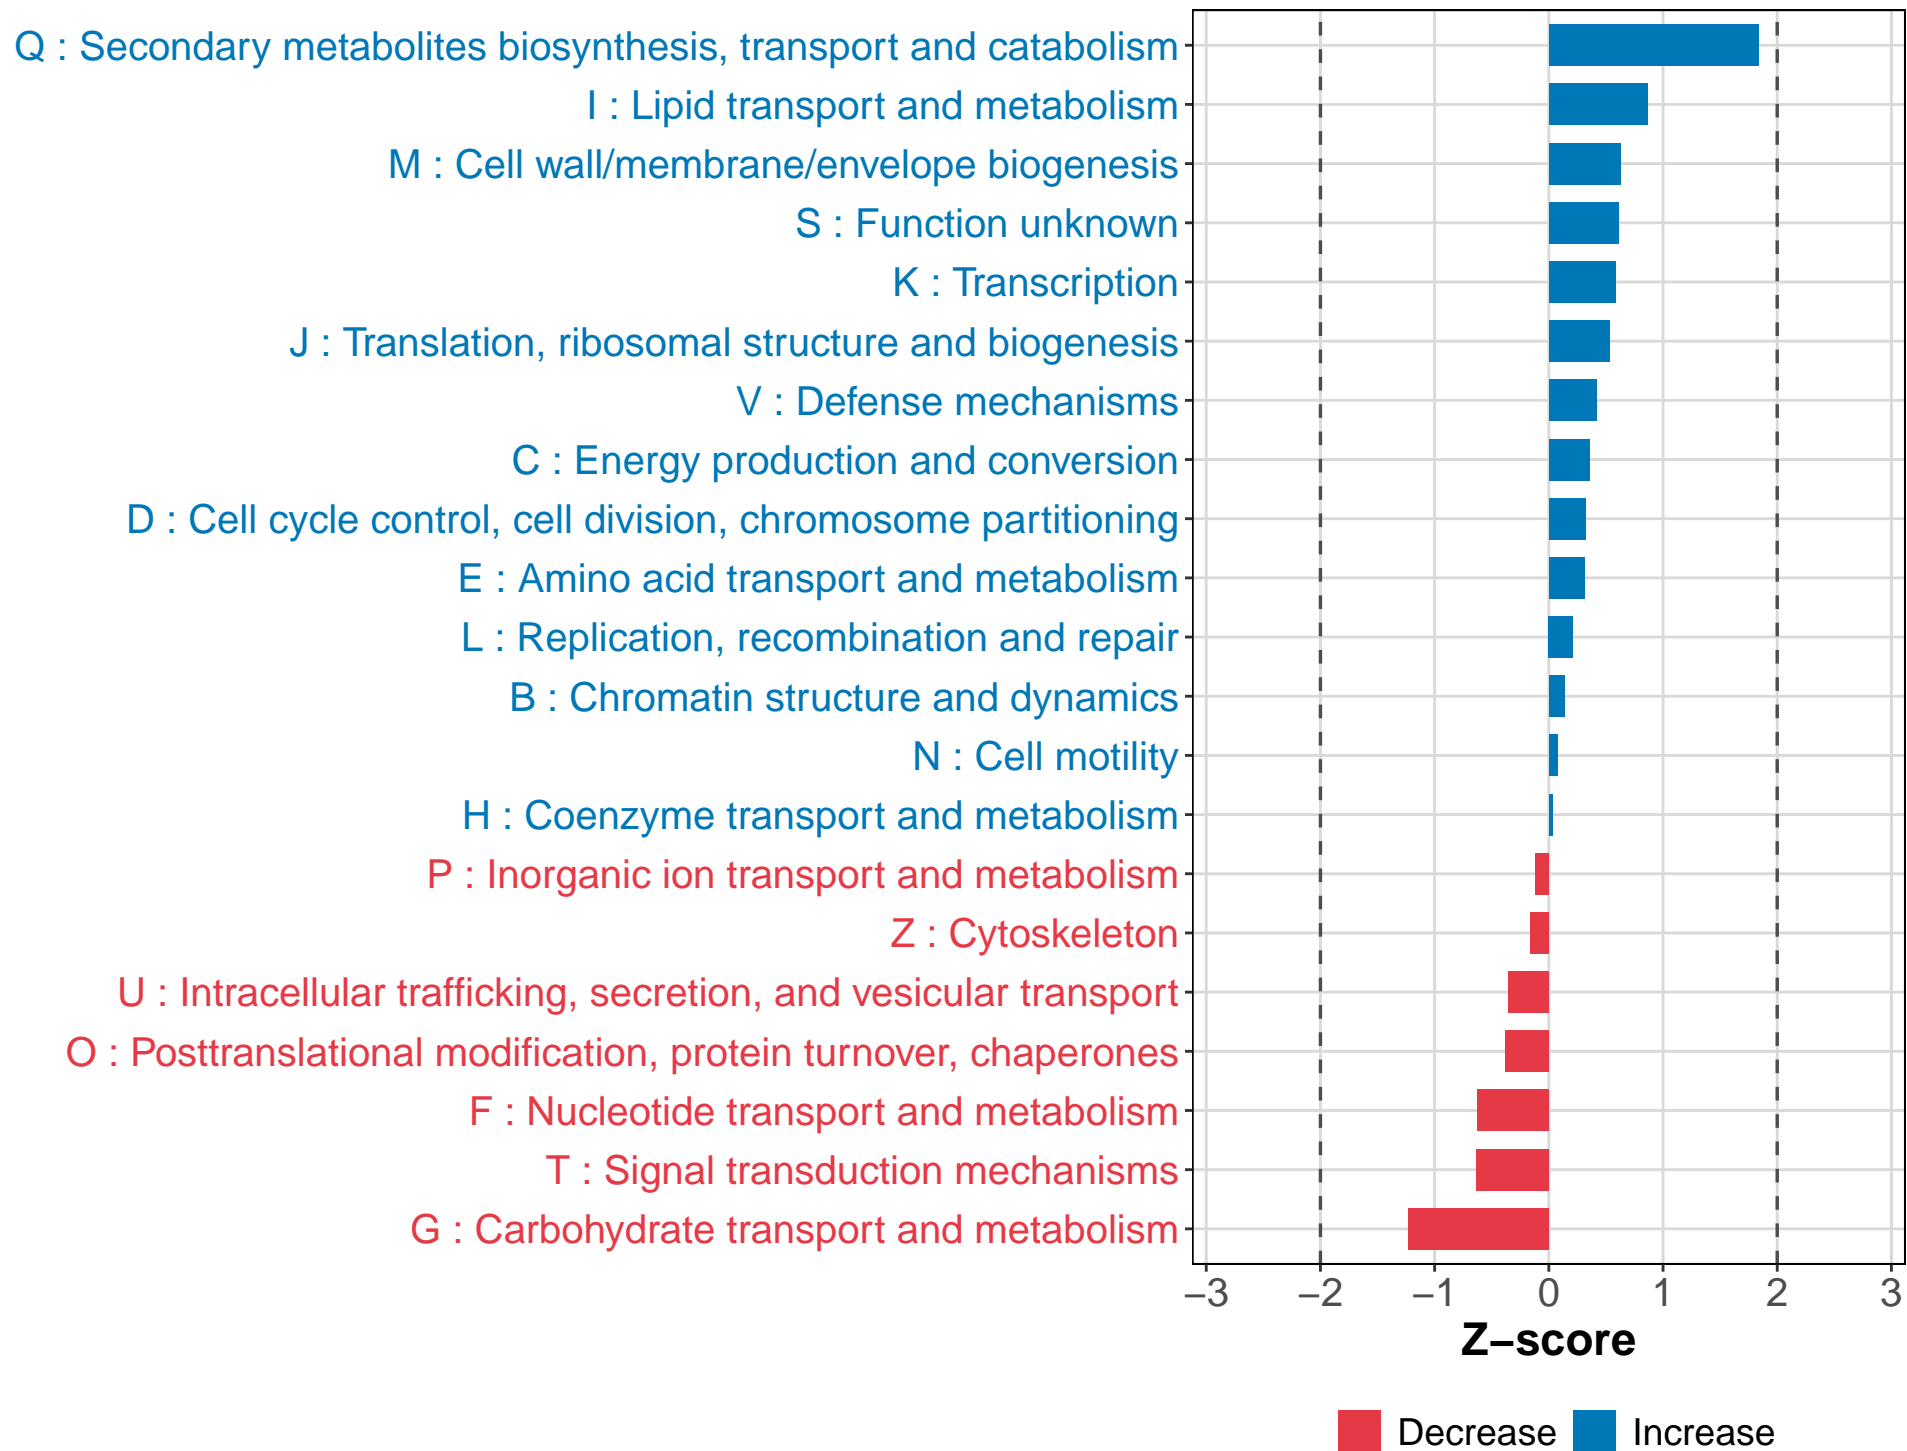 Q : Secondary metabolites biosynthesis, transport and catabolism
I : Lipid transport and metabolism
M : Cell wall/membrane/envelope biogenesis
S : Function unknown
K : Transcription
J : Translation, ribosomal structure and biogenesis
V : Defense mechanisms
C : Energy production and conversion
D : Cell cycle control, cell division, chromosome partitioning
E : Amino acid transport and metabolism
L : Replication, recombination and repair
B : Chromatin structure and dynamics
N : Cell motility
H : Coenzyme transport and metabolism
P : Inorganic ion transport and metabolism
Z : Cytoskeleton
U : Intracellular trafficking, secretion, and vesicular transport
O : Posttranslational modification, protein turnover, chaperones
F : Nucleotide transport and metabolism
T : Signal transduction mechanisms
G : Carbohydrate transport and metabolism
−3 −2 −1 0 1 2 3
Z−score
Decrease Increase